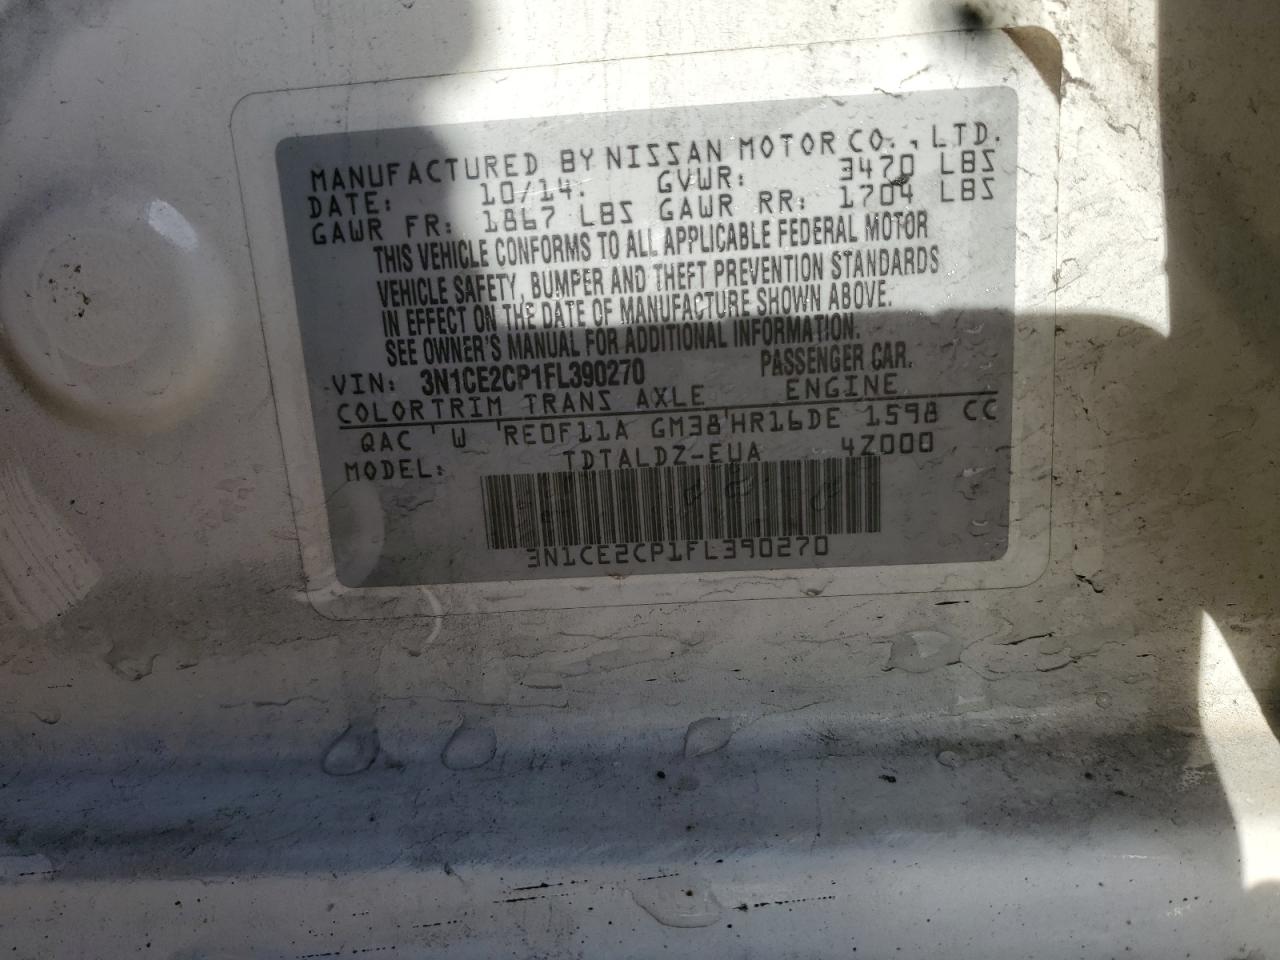 MANUFACTURED BY NISSAN MOTOR CO., LTD.
DATE: 10/14. GVWR: 3470 LBS
GAWR FR: 1867 LBS GAWR RR: 1704 LBS
THIS VEHICLE CONFORMS TO ALL APPLICABLE FEDERAL MOTOR
VEHICLE SAFETY, BUMPER AND THEFT PREVENTION STANDARDS
IN EFFECT ON THE DATE OF MANUFACTURE SHOWN ABOVE.
SEE OWNER'S MANUAL FOR ADDITIONAL INFORMATION.
VIN: 3N1CE2CP1FL390270 PASSENGER CAR.
COLOR TRIM TRANS AXLE ENGINE
QAC ' W 'RE0F11A GM38'HR16DE 1598 CC
MODEL: TDTALDZ-EUA 4Z000
3N1CE2CP1FL390270